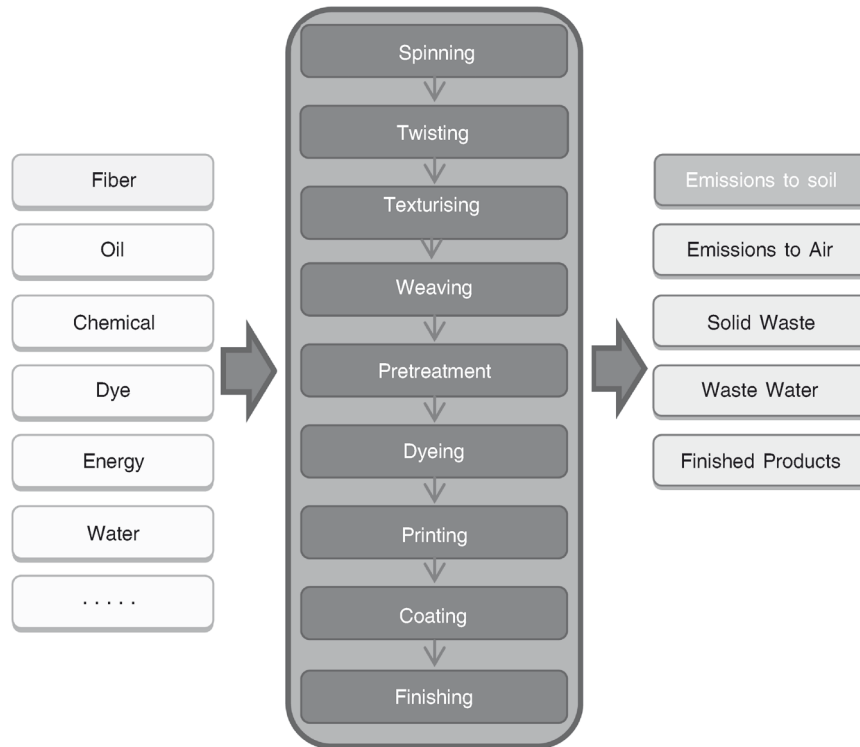 Fiber
Oil
Chemical
Dye
Energy
Water
. . . . .
Spinning
Twisting
Texturising
Weaving
Pretreatment
Dyeing
Printing
Coating
Finishing
Emissions to soil
Emissions to Air
Solid Waste
Waste Water
Finished Products